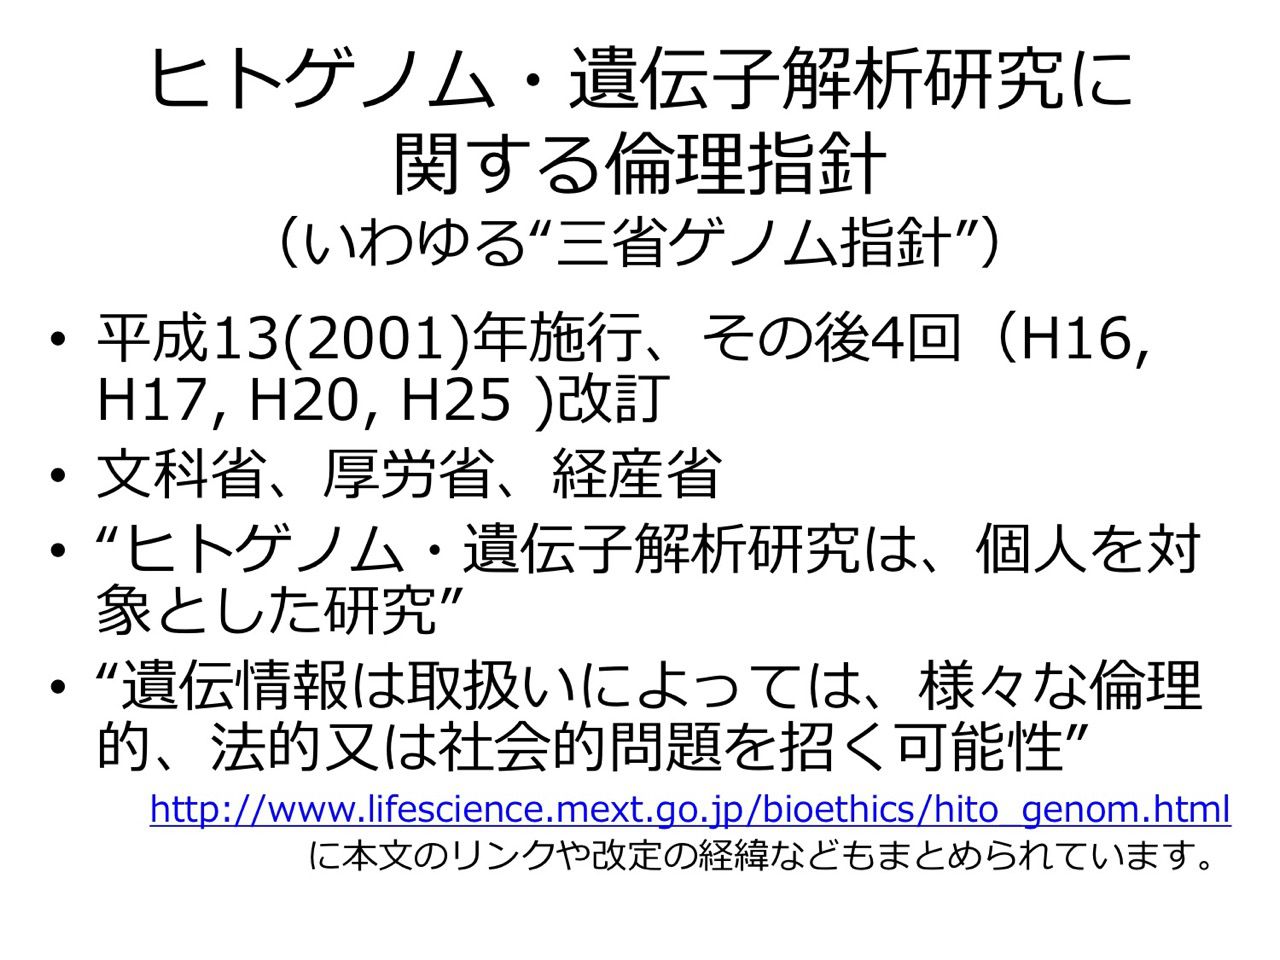 ヒトゲノム・遺伝子解析研究に
関する倫理指針
（いわゆる“三省ゲノム指針”）
• 平成13(2001)年施行、その後4回（H16,
H17, H20, H25 )改訂
• 文科省、厚労省、経産省
• “ヒトゲノム・遺伝子解析研究は、個人を対
象とした研究”
• “遺伝情報は取扱いによっては、様々な倫理
的、法的又は社会的問題を招く可能性”
http://www.lifescience.mext.go.jp/bioethics/hito_genom.html
に本文のリンクや改定の経緯などもまとめられています。